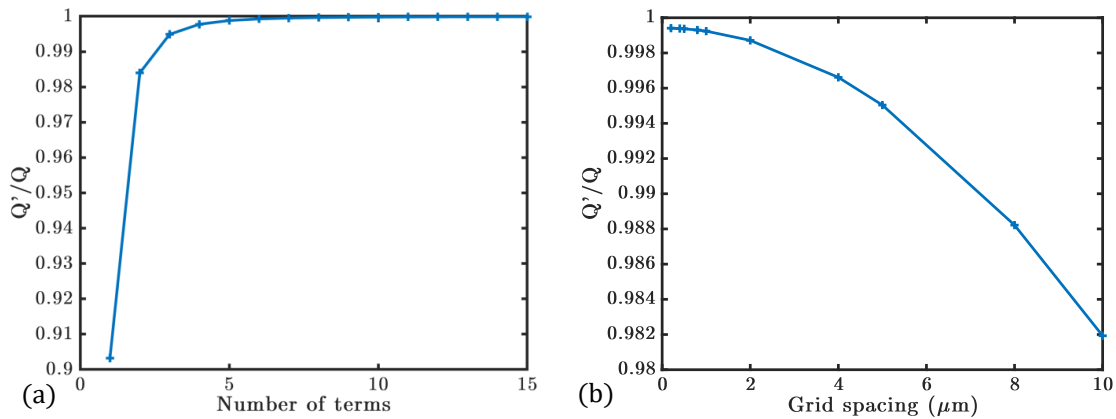 1
0.99
0.98
0.97
0.96
0.95
0.94
0.93
0.92
0.91
0.9
Q'/Q
0 5 10 15
Number of terms
(a)
1
0.998
0.996
0.994
0.992
0.99
0.988
0.986
0.984
0.982
0.98
Q'/Q
0 2 4 6 8 10
Grid spacing (μm)
(b)